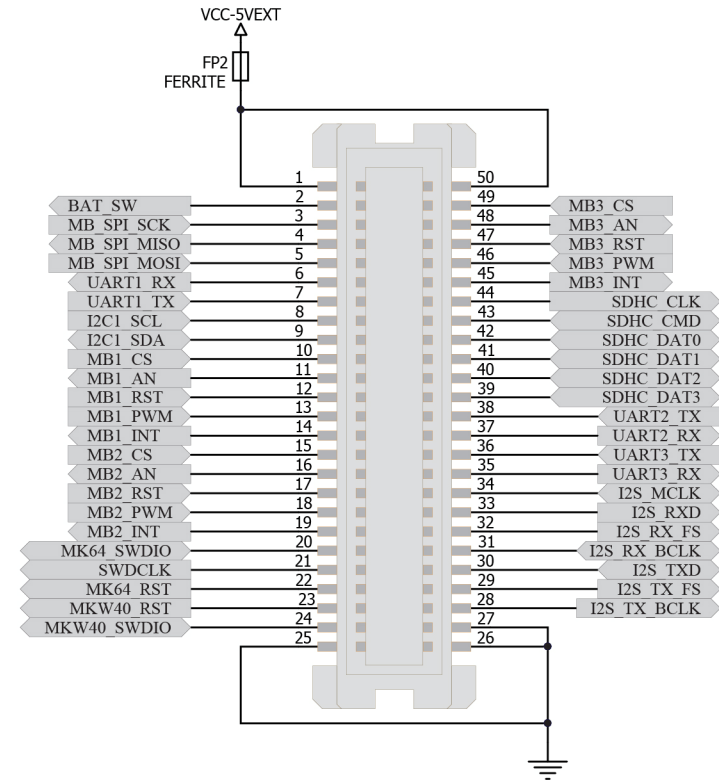 VCC-5VEXT
FP2
FERRITE
1 50
BAT_SW 2 49 MB3_CS
MB_SPI_SCK 3 48 MB3_AN
MB_SPI_MISO 4 47 MB3_RST
MB_SPI_MOSI 5 46 MB3_PWM
UART1_RX 6 45 MB3_INT
UART1_TX 7 44 SDHC_CLK
I2C1_SCL 8 43 SDHC_CMD
I2C1_SDA 9 42 SDHC_DAT0
MB1_CS 10 41 SDHC_DAT1
MB1_AN 11 40 SDHC_DAT2
MB1_RST 12 39 SDHC_DAT3
MB1_PWM 13 38 UART2_TX
MB1_INT 14 37 UART2_RX
MB2_CS 15 36 UART3_TX
MB2_AN 16 35 UART3_RX
MB2_RST 17 34 I2S_MCLK
MB2_PWM 18 33 I2S_RXD
MB2_INT 19 32 I2S_RX_FS
MK64_SWDIO 20 31 I2S_RX_BCLK
SWDCLK 21 30 I2S_TXD
MK64_RST 22 29 I2S_TX_FS
MKW40_RST 23 28 I2S_TX_BCLK
MKW40_SWDIO 24 27
25 26